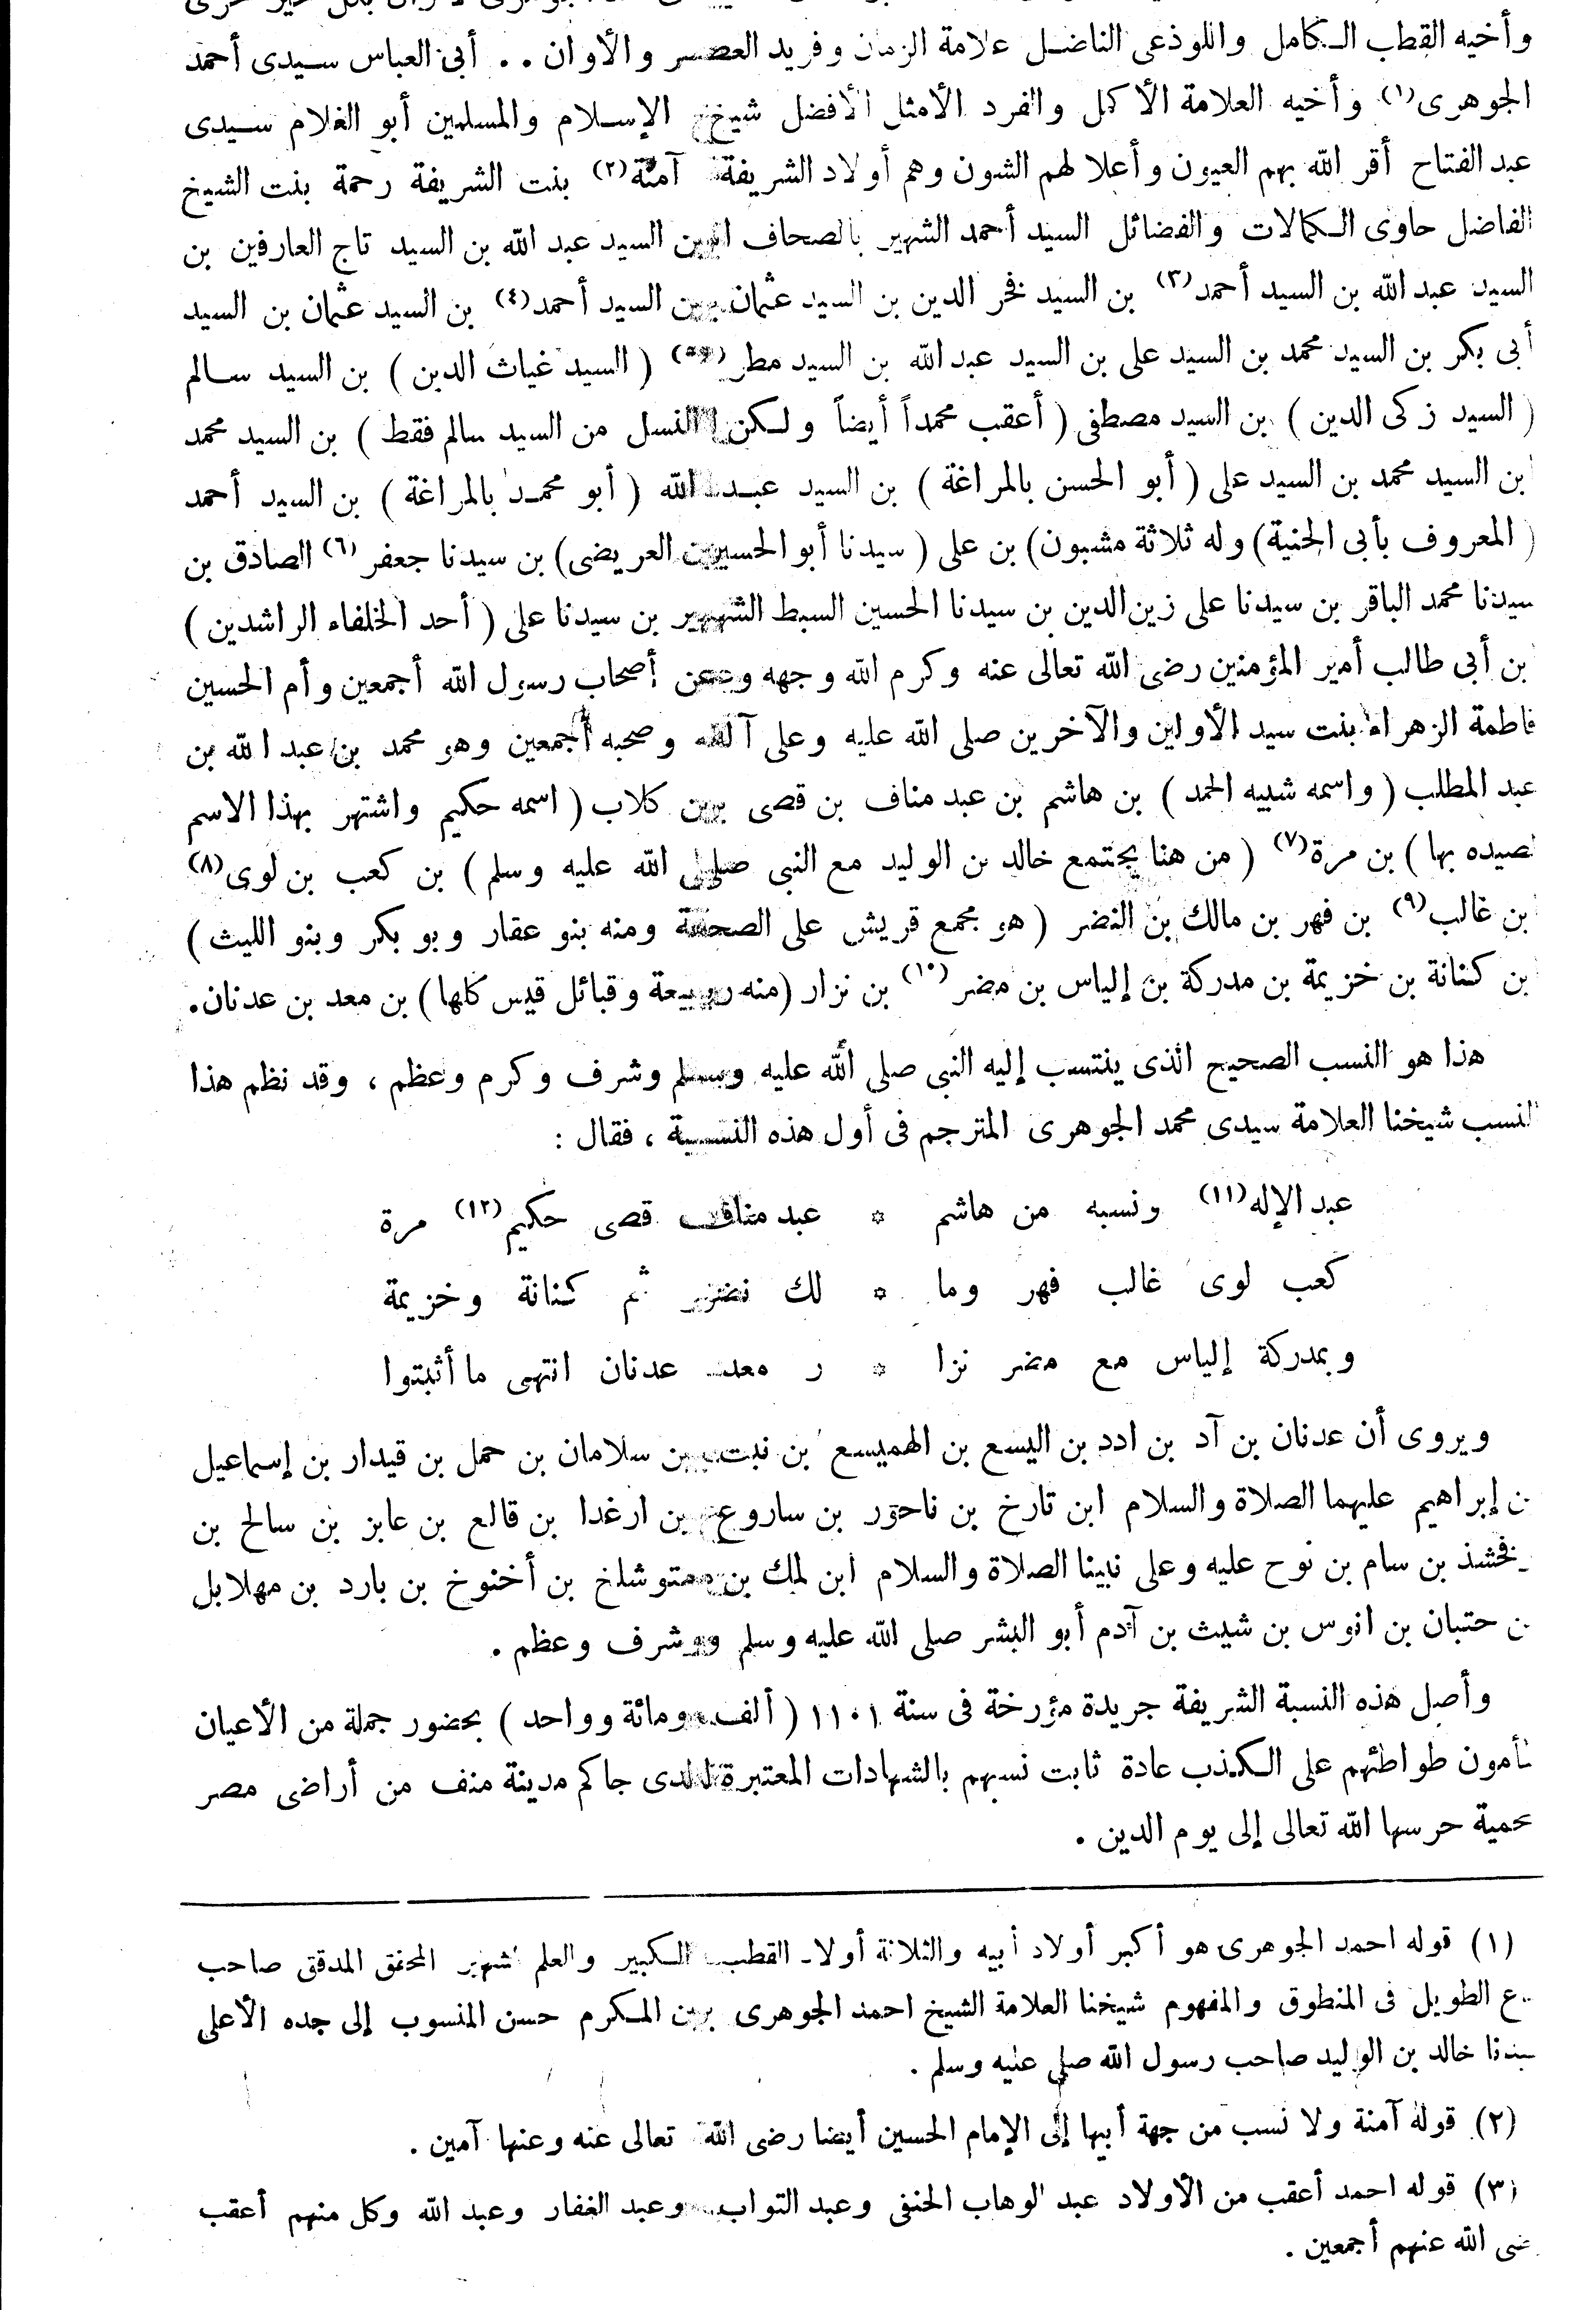 وأخيه القطب الكامل واللوذعى الفاضل علامة الزمان وفريد العصر والأوان . . أبى العباس سيدى أحمد
الجوهرى (١) وأخيه العلامة الأكمل والفرد الأمثل الأفضل شيخ الإسلام والمسلمين أبو الغلام سيدى
عبد الفتاح أقر الله بهم العيون وأعلا لهم الشون وهم أولاد الشريفة آمنة (٢) بنت الشريفة رحمة بنت الشيخ
الفاضل حاوى الكمالات والفضائل السيد أحمد الشهير بالصحاف ابن السيد عبد الله بن السيد تاج العارفين بن
السيد عبد الله بن السيد أحمد (٣) بن السيد فخر الدين بن السيد عثمان بن السيد أحمد (٤) بن السيد عثمان بن السيد
أبى بكر بن السيد محمد بن السيد على بن السيد عبد الله بن السيد مطر (٥) ( السيد غياث الدين ) بن السيد سالم
( السيد زكى الدين ) بن السيد مصطفى ( أعقب محمداً أيضاً ولكن النسل من السيد سالم فقط ) بن السيد محمد
بن السيد محمد بن السيد على ( أبو الحسن بالمراغة ) بن السيد عبد الله ( أبو محمد بالمراغة ) بن السيد أحمد
( المعروف بأبى الحنية ) وله ثلاثة مشبون ) بن على ( سيدنا أبو الحسين العريضى ) بن سيدنا جعفر (٦) الصادق بن
سيدنا محمد الباقر بن سيدنا على زين الدين بن سيدنا الحسين السبط الشهير بن سيدنا على ( أحد الخلفاء الراشدين )
بن أبى طالب أمير المؤمنين رضى الله تعالى عنه وكرم الله وجهه وعن أصحاب رسول الله أجمعين وأم الحسين
فاطمة الزهراء بنت سيد الأولين والآخرين صلى الله عليه وعلى آله وصحبه أجمعين وهو محمد بن عبد الله بن
عبد المطلب ( واسمه شبيه الحمد ) بن هاشم بن عبد مناف بن قصى بن كلاب ( اسمه حكيم واشتهر بهذا الاسم
لصيده بها ) بن مرة (٧) ( من هنا يجتمع خالد بن الوليد مع النبى صلى الله عليه وسلم ) بن كعب بن لوى (٨)
بن غالب (٩) بن فهر بن مالك بن النضر ( هو مجمع قريش على الصحة ومنه بنو عقار وبو بكر وبنو الليث )
بن كنانة بن خزيمة بن مدركة بن إلياس بن مضر (١٠) بن نزار ( منه ربيعة وقبائل قيس كلها ) بن معد بن عدنان .
هذا هو النسب الصحيح الذى ينتسب إليه النبى صلى الله عليه وسلم وشرف وكرم وعظم ، وقد نظم هذا
النسب شيخنا العلامة سيدى محمد الجوهرى المترجم فى أول هذه النسبة ، فقال :
عبد الإله (١١) ونسبه من هاشم * عبد مناف قصى حكيم (١٢) مرة
كعب لوى غالب فهر وما * لك نضر ثم كنانة وخزيمة
وبمدركة إلياس مع مضر نزا * ر معد عدنان انتهى ما أثبتوا
ويروى أن عدنان بن آد بن ادد بن اليسع بن الهميسع بن نبت بن سلامان بن حمل بن قيدار بن إسماعيل
بن إبراهيم عليهما الصلاة والسلام ابن تارخ بن ناحور بن ساروع بن ارغدا بن قالع بن عابز بن سالح بن
رفخشذ بن سام بن نوح عليه وعلى نبينا الصلاة والسلام ابن لمك بن متوشلخ بن أخنوخ بن بارد بن مهلابل
بن حتبان بن انوس بن شيث بن آدم أبو البشر صلى الله عليه وسلم وشرف وعظم .
وأصل هذه النسبة الشريفة جريدة مؤرخة فى سنة ١١٠١ ( ألف ومائة وواحد ) بحضور جملة من الأعيان
تأمون طواطئهم على الكذب عادة ثابت نسبهم بالشهادات المعتبرة لدى حاكم مدينة منف من أراضى مصر
محمية حرسها الله تعالى إلى يوم الدين .
(١) قوله احمد الجوهرى هو أكبر أولاد أبيه والثلاثة أولاد القطب الكبير والعلم الشهير المحقق المدقق صاحب
الطويل فى المنطوق والمفهوم شيخنا العلامة الشيخ احمد الجوهرى بن المكرم حسن المنسوب إلى جده الأعلى
سيدنا خالد بن الوليد صاحب رسول الله صلى عليه وسلم .
(٢) قوله آمنة ولا نسب من جهة أبيها إلى الإمام الحسين أيضا رضى الله تعالى عنه وعنها آمين .
(٣) قوله احمد أعقب من الأولاد عبد الوهاب الحنفى وعبد التواب وعبد الغفار وعبد الله وكل منهم أعقب
ضى الله عنهم أجمعين .